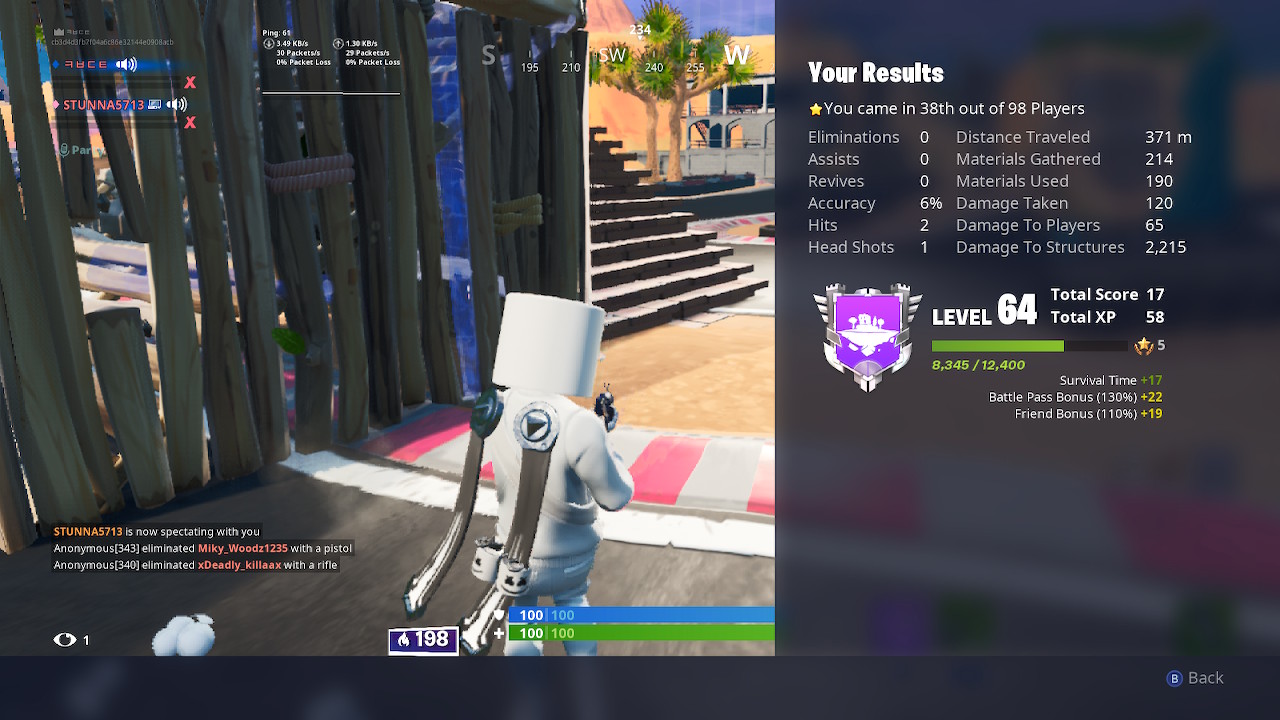 cb3d4d3fb7f04a6c86e32144e0908acb
ㅋㅂㄷㄷ
X
STUNNA5713
X
Party
Ping: 61
3.49 KB/s 1.30 KB/s
30 Packets/s 29 Packets/s
0% Packet Loss 0% Packet Loss
234
S 195 210 SW 240 255 W
STUNNA5713 is now spectating with you
Anonymous[343] eliminated Miky_Woodz1235 with a pistol
Anonymous[340] eliminated xDeadly_killaax with a rifle
1
198
100 100
100 100
Your Results
You came in 38th out of 98 Players
Eliminations 0 Distance Traveled 371 m
Assists 0 Materials Gathered 214
Revives 0 Materials Used 190
Accuracy 6% Damage Taken 120
Hits 2 Damage To Players 65
Head Shots 1 Damage To Structures 2,215
LEVEL 64
Total Score 17
Total XP 58
5
8,345 / 12,400
Survival Time +17
Battle Pass Bonus (130%) +22
Friend Bonus (110%) +19
B Back